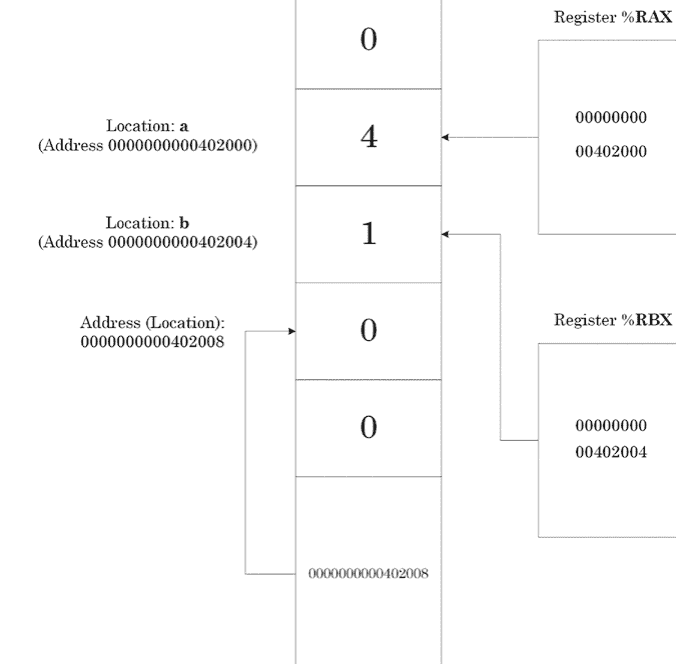 0
Register %RAX
Location: a
(Address 0000000000402000)
4
00000000
00402000
Location: b
(Address 0000000000402004)
1
Address (Location):
0000000000402008
0
Register %RBX
0
00000000
00402004
0000000000402008